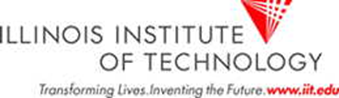 ILLINOIS INSTITUTE
OF TECHNOLOGY
Transforming Lives.Inventing the Future.www.iit.edu